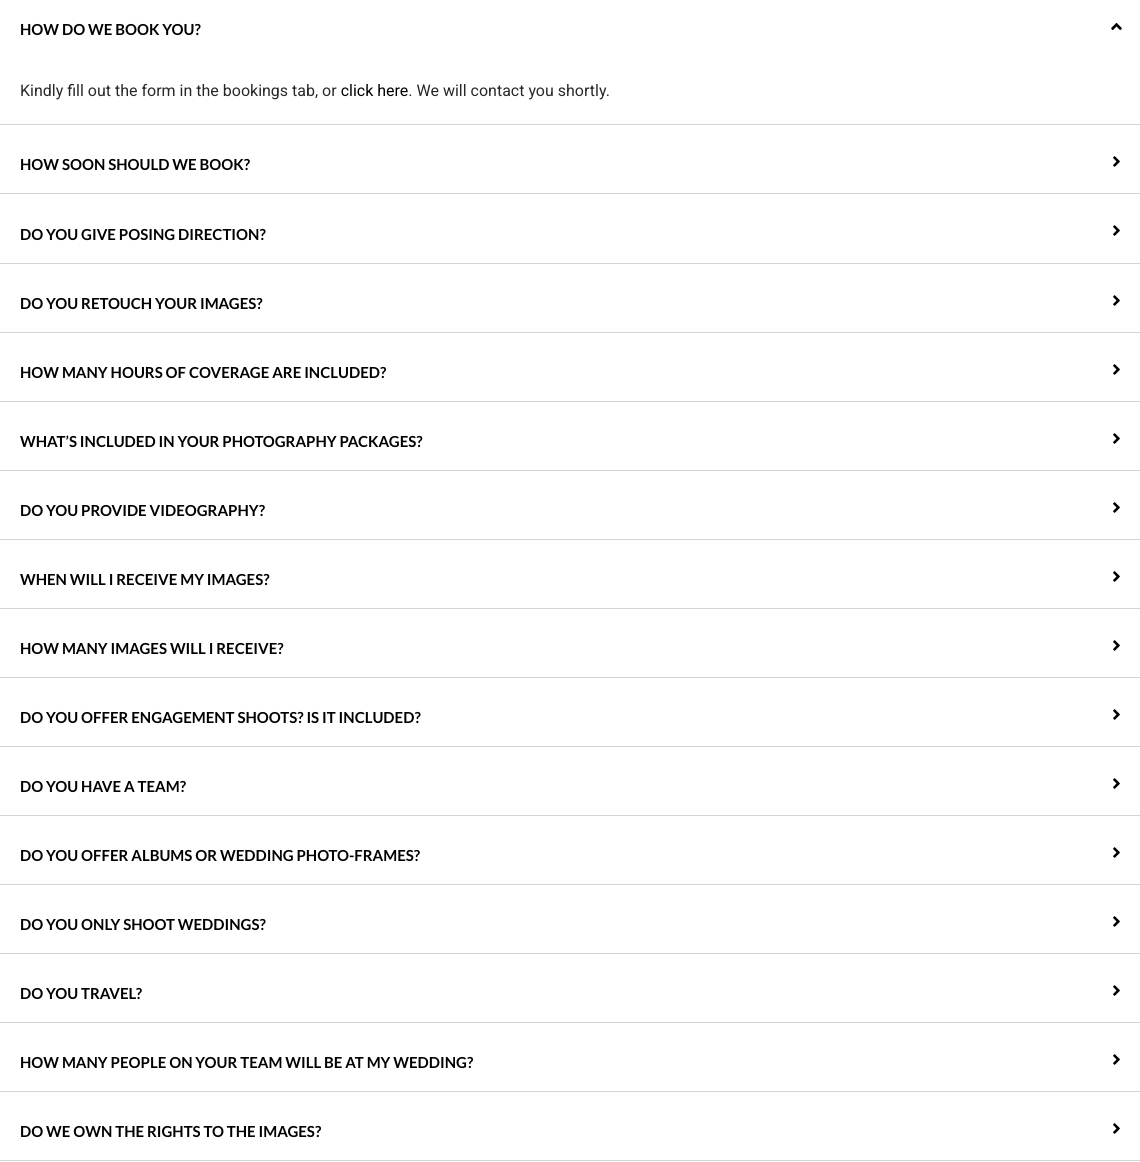 HOW DO WE BOOK YOU?
Kindly fill out the form in the bookings tab, or click here. We will contact you shortly.
HOW SOON SHOULD WE BOOK?
DO YOU GIVE POSING DIRECTION?
DO YOU RETOUCH YOUR IMAGES?
HOW MANY HOURS OF COVERAGE ARE INCLUDED?
WHAT’S INCLUDED IN YOUR PHOTOGRAPHY PACKAGES?
DO YOU PROVIDE VIDEOGRAPHY?
WHEN WILL I RECEIVE MY IMAGES?
HOW MANY IMAGES WILL I RECEIVE?
DO YOU OFFER ENGAGEMENT SHOOTS? IS IT INCLUDED?
DO YOU HAVE A TEAM?
DO YOU OFFER ALBUMS OR WEDDING PHOTO-FRAMES?
DO YOU ONLY SHOOT WEDDINGS?
DO YOU TRAVEL?
HOW MANY PEOPLE ON YOUR TEAM WILL BE AT MY WEDDING?
DO WE OWN THE RIGHTS TO THE IMAGES?